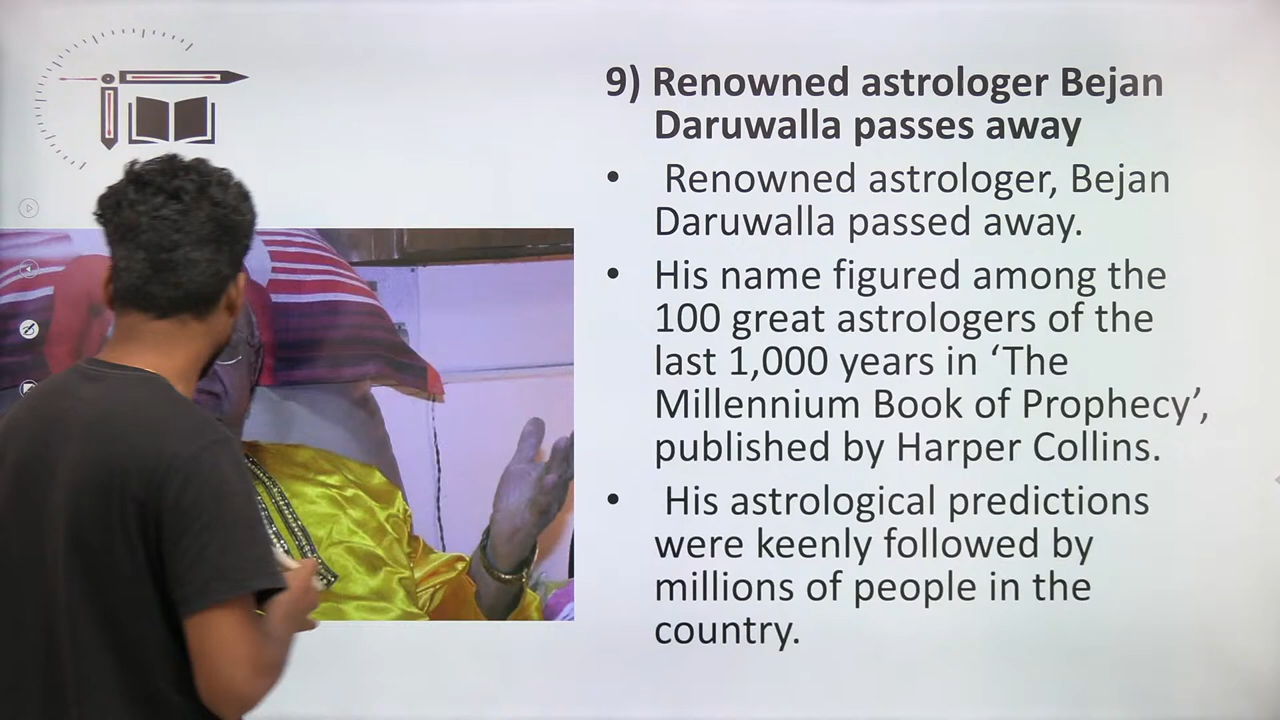 9) Renowned astrologer Bejan
Daruwalla passes away
• Renowned astrologer, Bejan
Daruwalla passed away.
• His name figured among the
100 great astrologers of the
last 1,000 years in ‘The
Millennium Book of Prophecy’,
published by Harper Collins.
• His astrological predictions
were keenly followed by
millions of people in the
country.